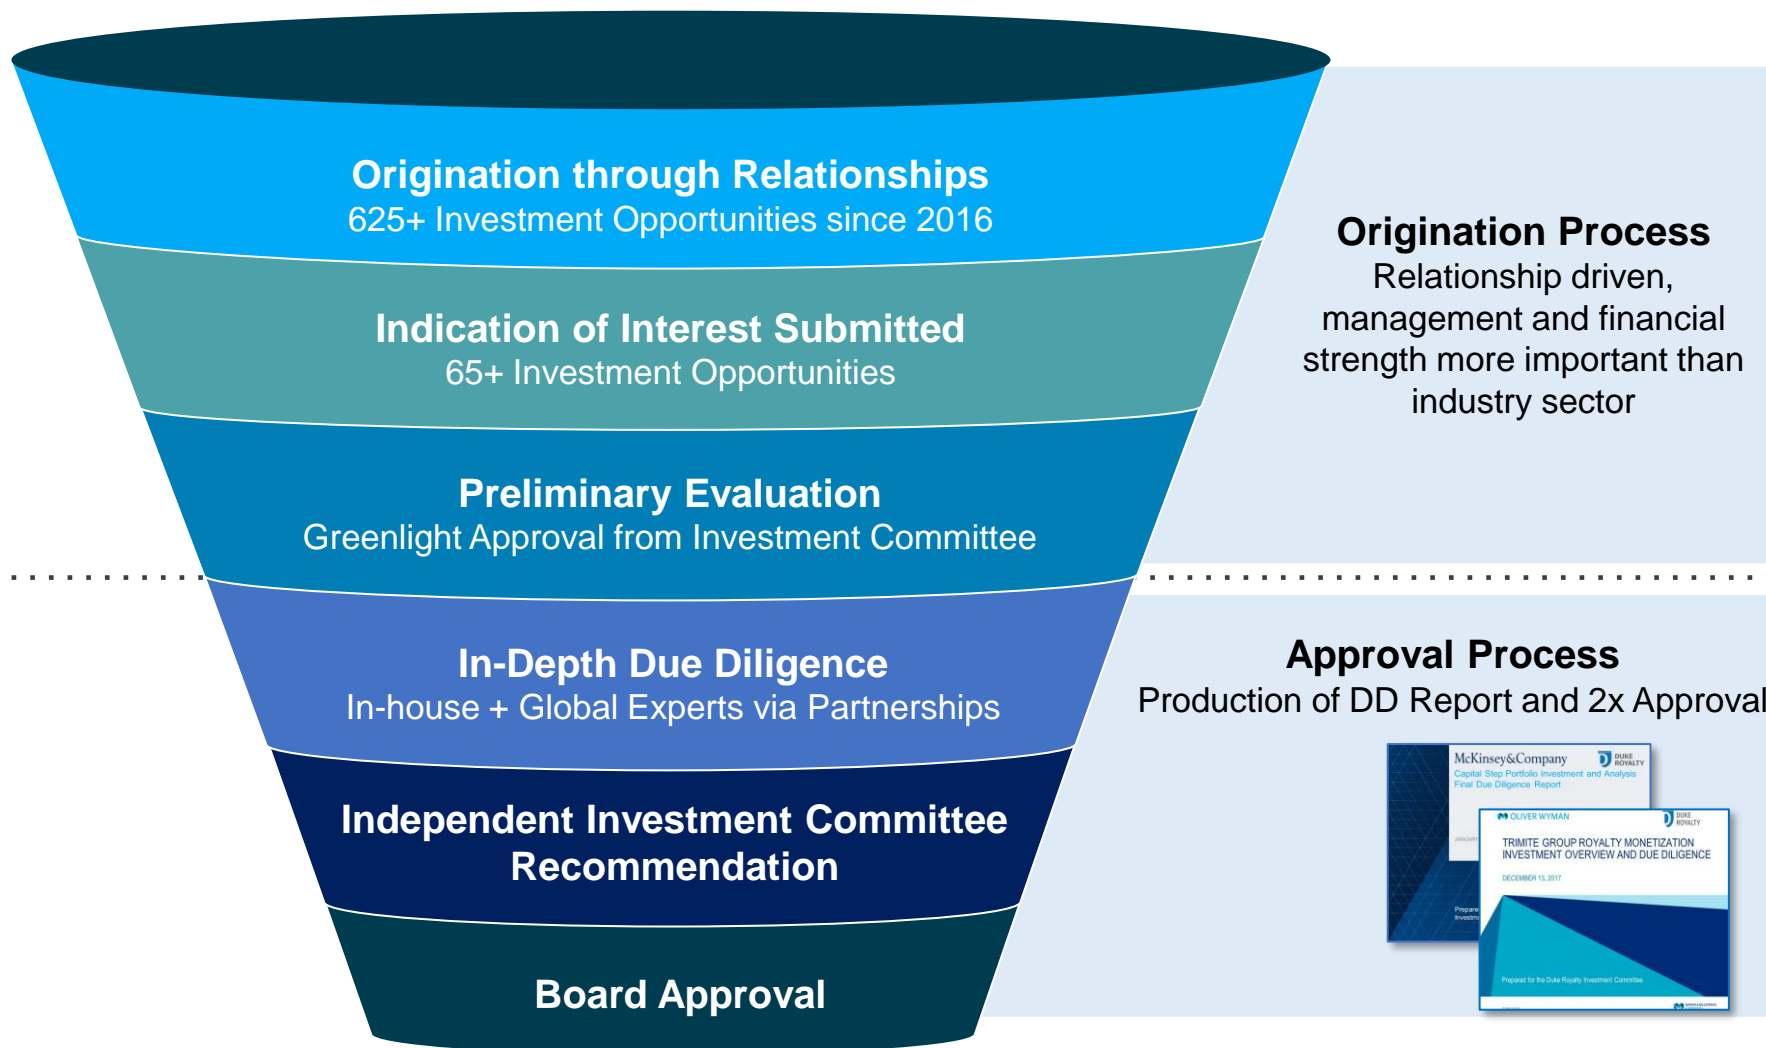 Origination through Relationships
625+ Investment Opportunities since 2016
Indication of Interest Submitted
65+ Investment Opportunities
Preliminary Evaluation
Greenlight Approval from Investment Committee
In-Depth Due Diligence
In-house + Global Experts via Partnerships
Independent Investment Committee
Recommendation
Board Approval
Origination Process
Relationship driven,
management and financial
strength more important than
industry sector
Approval Process
Production of DD Report and 2x Approval
McKinsey&Company
DUKE
ROYALTY
Capital Step Portfolio Investment and Analysis
Final Due Diligence Report
JANUARY
Prepare
Investm
OLIVER WYMAN
DUKE
ROYALTY
TRIMITE GROUP ROYALTY MONETIZATION
INVESTMENT OVERVIEW AND DUE DILIGENCE
DECEMBER 13, 2017
Prepared for the Duke Royalty Investment Committee